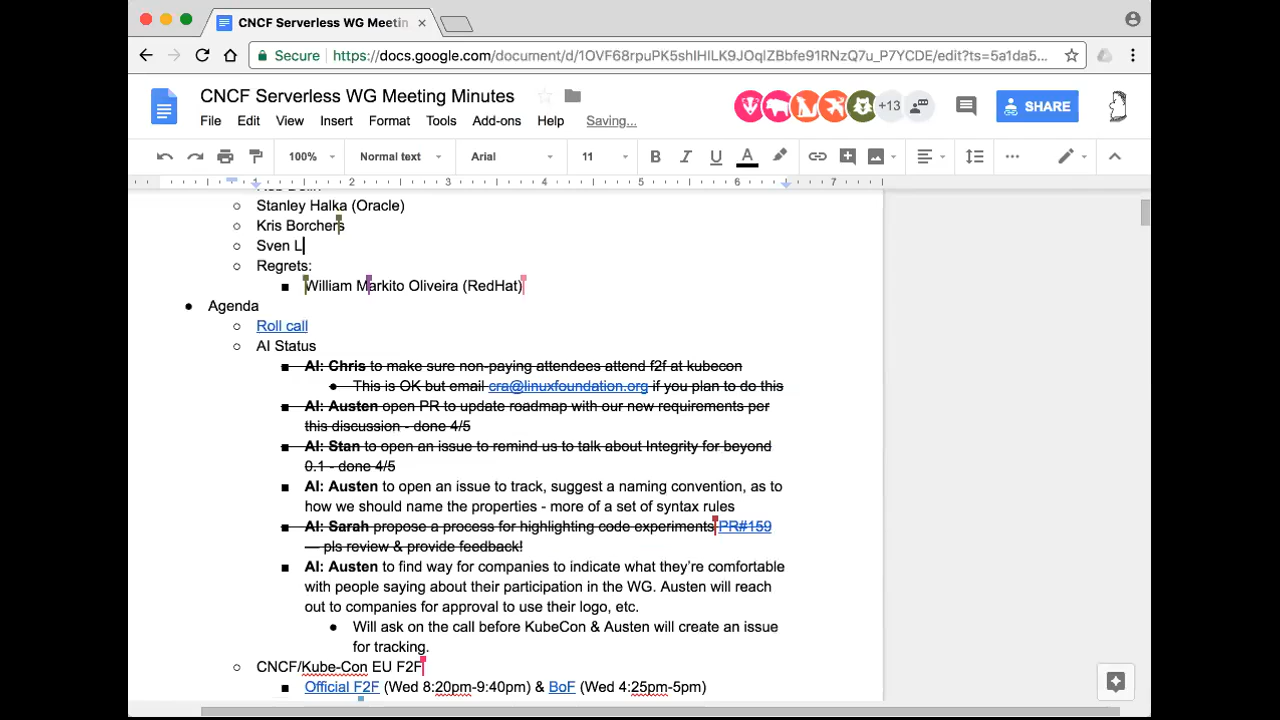 CNCF Serverless WG Meetin
Secure
https://docs.google.com/document/d/1OVF68rpuPK5shIHILK9JOqlZBbfe91RNzQ7u_P7YCDE/edit?ts=5a1da5...
CNCF Serverless WG Meeting Minutes
+13
SHARE
File Edit View Insert Format Tools Add-ons Help Saving...
100% Normal text Arial 11 B I U A
1 2 3 4 5 6 7
Stanley Halka (Oracle)
Kris Borchers
Sven L
Regrets:
William Markito Oliveira (RedHat)
Agenda
Roll call
AI Status
AI: Chris to make sure non-paying attendees attend f2f at kubecon
This is OK but email cra@linuxfoundation.org if you plan to do this
AI: Austen open PR to update roadmap with our new requirements per
this discussion - done 4/5
AI: Stan to open an issue to remind us to talk about Integrity for beyond
0.1 - done 4/5
AI: Austen to open an issue to track, suggest a naming convention, as to
how we should name the properties - more of a set of syntax rules
AI: Sarah propose a process for highlighting code experiments PR#159
— pls review & provide feedback!
AI: Austen to find way for companies to indicate what they're comfortable
with people saying about their participation in the WG. Austen will reach
out to companies for approval to use their logo, etc.
Will ask on the call before KubeCon & Austen will create an issue
for tracking.
CNCF/Kube-Con EU F2F
Official F2F (Wed 8:20pm-9:40pm) & BoF (Wed 4:25pm-5pm)